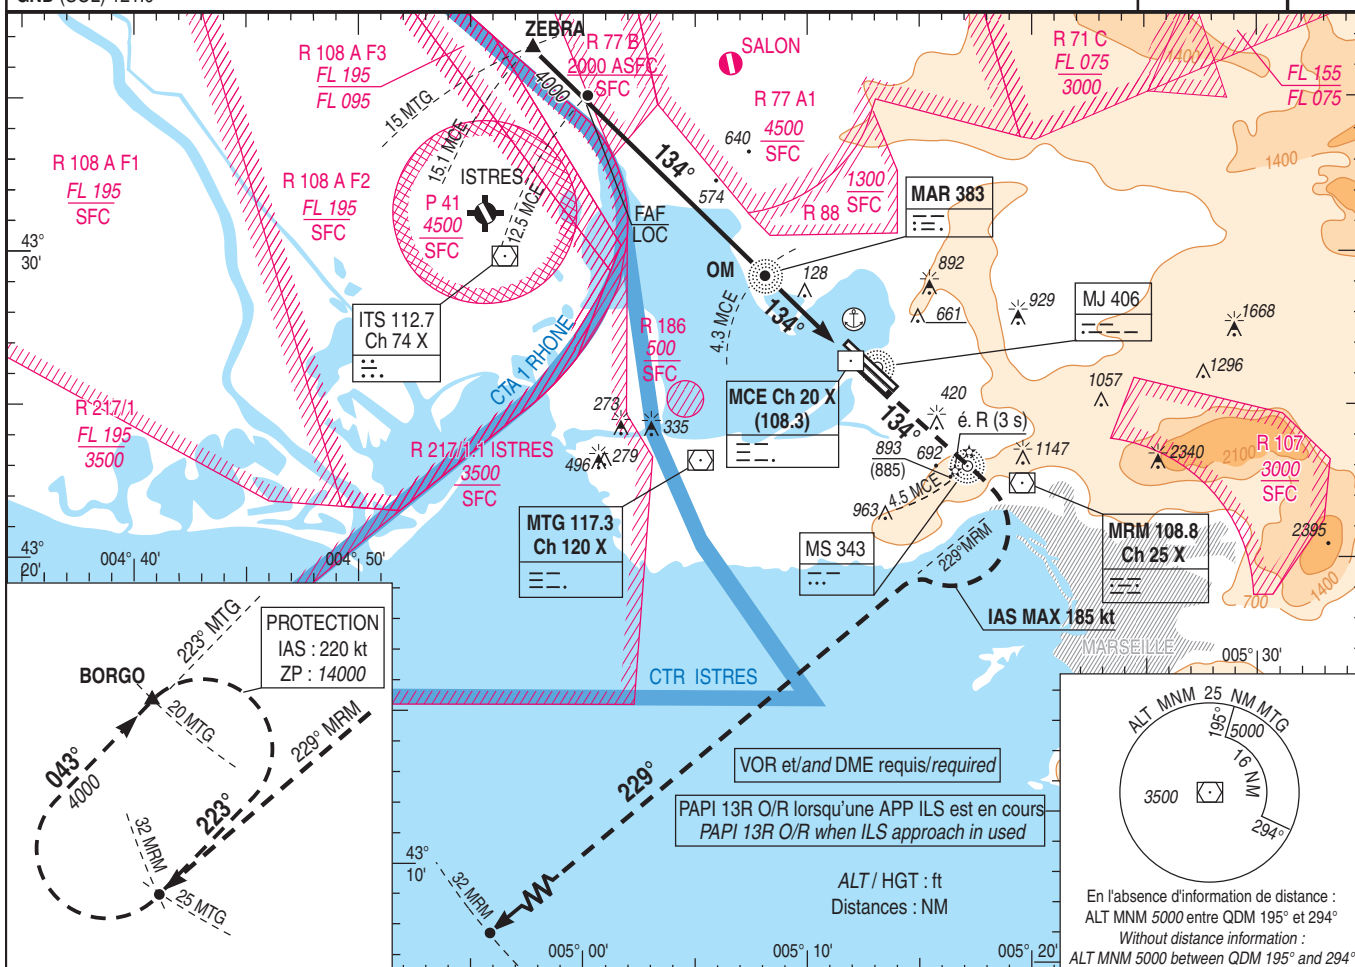 ZEBRA
R 77 B
2000 ASFC
SFC
SALON
R 71 C
FL 075
3000
1400
FL 155
FL 075
R 108 A F3
FL 195
FL 095
4000
15 MTG
15.1 MCE
12.5 MCE
R 77 A1
4500
SFC
640
574
134°
1400
R 108 A F1
FL 195
SFC
R 108 A F2
FL 195
SFC
ISTRES
P 41
4500
SFC
FAF
LOC
R 88
1300
SFC
MAR 383
43°
30'
OM
128
892
661
929
MJ 406
1668
1296
1057
134°
4.3 MCE
ITS 112.7
Ch 74 X
CTA 1 RHONE
R 186
500
SFC
MCE Ch 20 X
(108.3)
420
134°
é. R (3 s)
R 217/1
FL 195
3500
273
335
496
279
R 217/1.1 ISTRES
3500
SFC
893
(885)
692
1147
2340
2100
R 107
3000
SFC
963
4.5 MCE
2395
MTG 117.3
Ch 120 X
MS 343
229° MRM
MRM 108.8
Ch 25 X
1400
700
43°
20'
004° 40'
004° 50'
IAS MAX 185 kt
MARSEILLE
005° 30'
PROTECTION
IAS : 220 kt
ZP : 14000
223° MTG
BORGO
20 MTG
229° MRM
043°
4000
223°
32 MRM
25 MTG
CTR ISTRES
229°
VOR et/and DME requis/required
PAPI 13R O/R lorsqu'une APP ILS est en cours
PAPI 13R O/R when ILS approach in used
43°
10'
32 MRM
ALT / HGT : ft
Distances : NM
005° 00'
005° 10'
005° 20'
ALT MNM 25 NM MTG
195°
5000
16 NM
3500
294°
En l'absence d'information de distance :
ALT MNM 5000 entre QDM 195° et 294°
Without distance information :
ALT MNM 5000 between QDM 195° and 294°